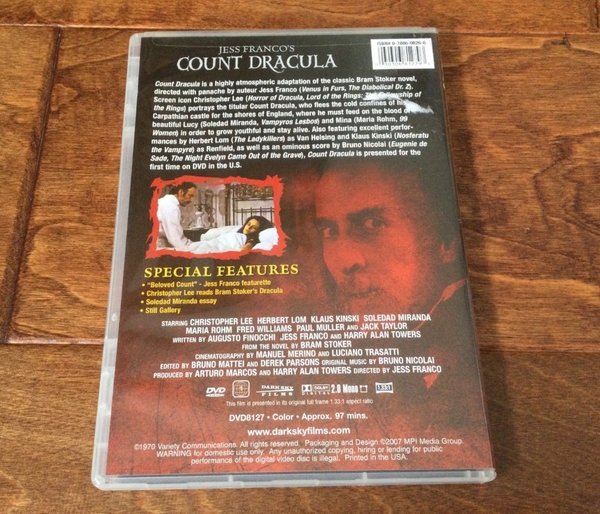 JESS FRANCO'S
COUNT DRACULA
Count Dracula is a highly atmospheric adaptation of the classic Bram Stoker novel,
directed with panache by auteur Jess Franco (Venus in Furs, The Diabolical Dr. Z).
Screen icon Christopher Lee (Horror of Dracula, Lord of the Rings: The Fellowship of
the Ring) portrays the titular Count Dracula, who flees the cold confines of his
Carpathian castle for the shores of England, where he must feed on the blood of
beautiful Lucy (Soledad Miranda, Vampyros Lesbos) and Mina (Maria Rohm, 99
Women) in order to grow youthful and stay alive. Also featuring excellent perfor-
mances by Herbert Lom (The Ladykillers) as Van Helsing and Klaus Kinski (Nosferatu
the Vampyre) as Renfield, as well as an ominous score by Bruno Nicolai (Eugenie de
Sade, The Night Evelyn Came Out of the Grave), Count Dracula is presented for the
first time on DVD in the U.S.
SPECIAL FEATURES
• "Beloved Count" - Jess Franco featurette
• Christopher Lee reads Bram Stoker's Dracula
• Soledad Miranda essay
• Still Gallery
STARRING CHRISTOPHER LEE HERBERT LOM KLAUS KINSKI SOLEDAD MIRANDA
MARIA ROHM FRED WILLIAMS PAUL MULLER and JACK TAYLOR
WRITTEN BY AUGUSTO FINOCCHI JESS FRANCO and HARRY ALAN TOWERS
FROM THE NOVEL BY BRAM STOKER
CINEMATOGRAPHY BY MANUEL MERINO and LUCIANO TRASATTI
EDITED BY BRUNO MATTEI and DEREK PARSONS ORIGINAL MUSIC BY BRUNO NICOLAI
PRODUCED BY ARTURO MARCOS and HARRY ALAN TOWERS DIRECTED BY JESS FRANCO
DVD DARK SKY FILMS DOLBY DIGITAL 2.0 Mono 1.33:1
This film is presented in its original full frame 1.33:1 aspect ratio
DVD8127 • Color • Approx. 97 mins.
www.darkskyfilms.com
©1970 Variety Communications. All rights reserved. Packaging and Design ©2007 MPI Media Group.
WARNING for domestic use only. Any unauthorized copying, hiring or lending for public
performance of the digital video disc is illegal. Printed in the USA.